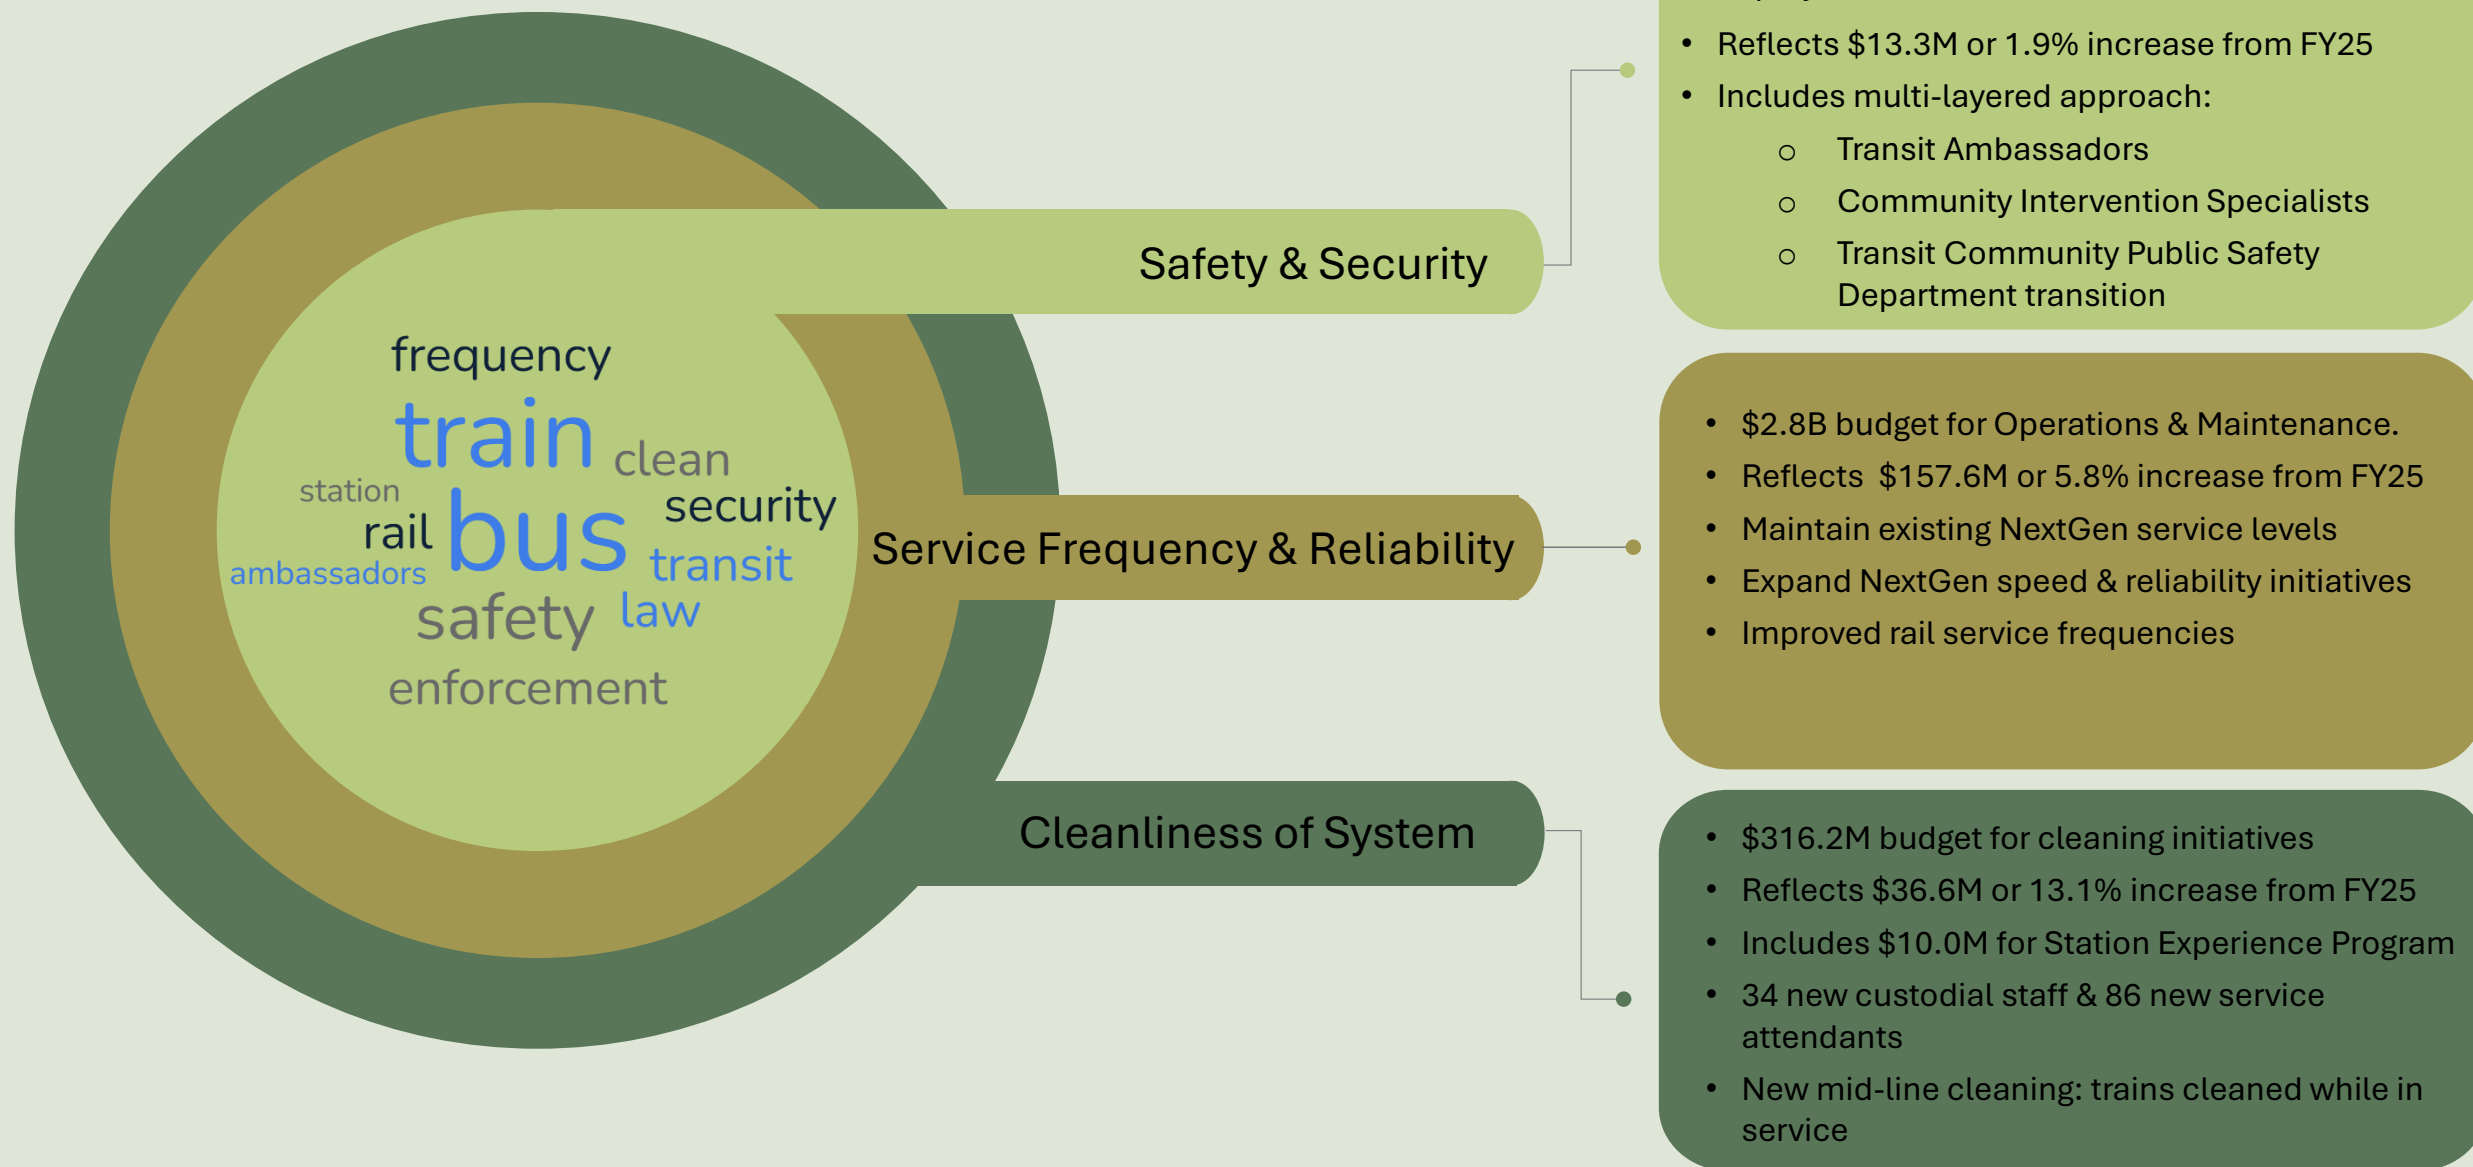 • Reflects $13.3M or 1.9% increase from FY25
• Includes multi-layered approach:
o Transit Ambassadors
o Community Intervention Specialists
o Transit Community Public Safety
Department transition
Safety & Security
frequency
train
clean
station
security
rail
bus
transit
ambassadors
safety
law
enforcement
Service Frequency & Reliability
• $2.8B budget for Operations & Maintenance.
• Reflects $157.6M or 5.8% increase from FY25
• Maintain existing NextGen service levels
• Expand NextGen speed & reliability initiatives
• Improved rail service frequencies
Cleanliness of System
• $316.2M budget for cleaning initiatives
• Reflects $36.6M or 13.1% increase from FY25
• Includes $10.0M for Station Experience Program
• 34 new custodial staff & 86 new service
attendants
• New mid-line cleaning: trains cleaned while in
service